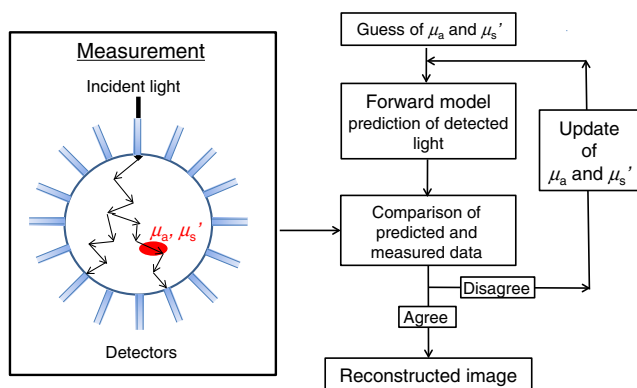 Measurement
Incident light
μa, μs'
Detectors
Guess of μa and μs'
Forward model
prediction of detected
light
Comparison of
predicted and
measured data
Update
of
μa and μs'
Disagree
Agree
Reconstructed image